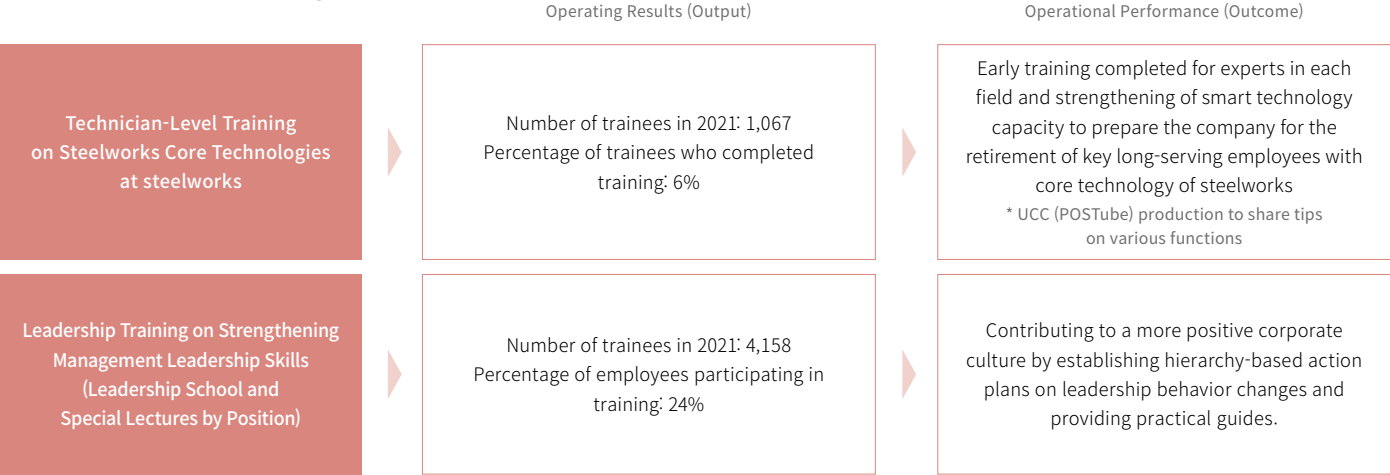 Operating Results (Output)
Operational Performance (Outcome)
Technician-Level Training
on Steelworks Core Technologies
at steelworks
Number of trainees in 2021: 1,067
Percentage of trainees who completed
training: 6%
Early training completed for experts in each
field and strengthening of smart technology
capacity to prepare the company for the
retirement of key long-serving employees with
core technology of steelworks
* UCC (POSTube) production to share tips
on various functions
Leadership Training on Strengthening
Management Leadership Skills
(Leadership School and
Special Lectures by Position)
Number of trainees in 2021: 4,158
Percentage of employees participating in
training: 24%
Contributing to a more positive corporate
culture by establishing hierarchy-based action
plans on leadership behavior changes and
providing practical guides.